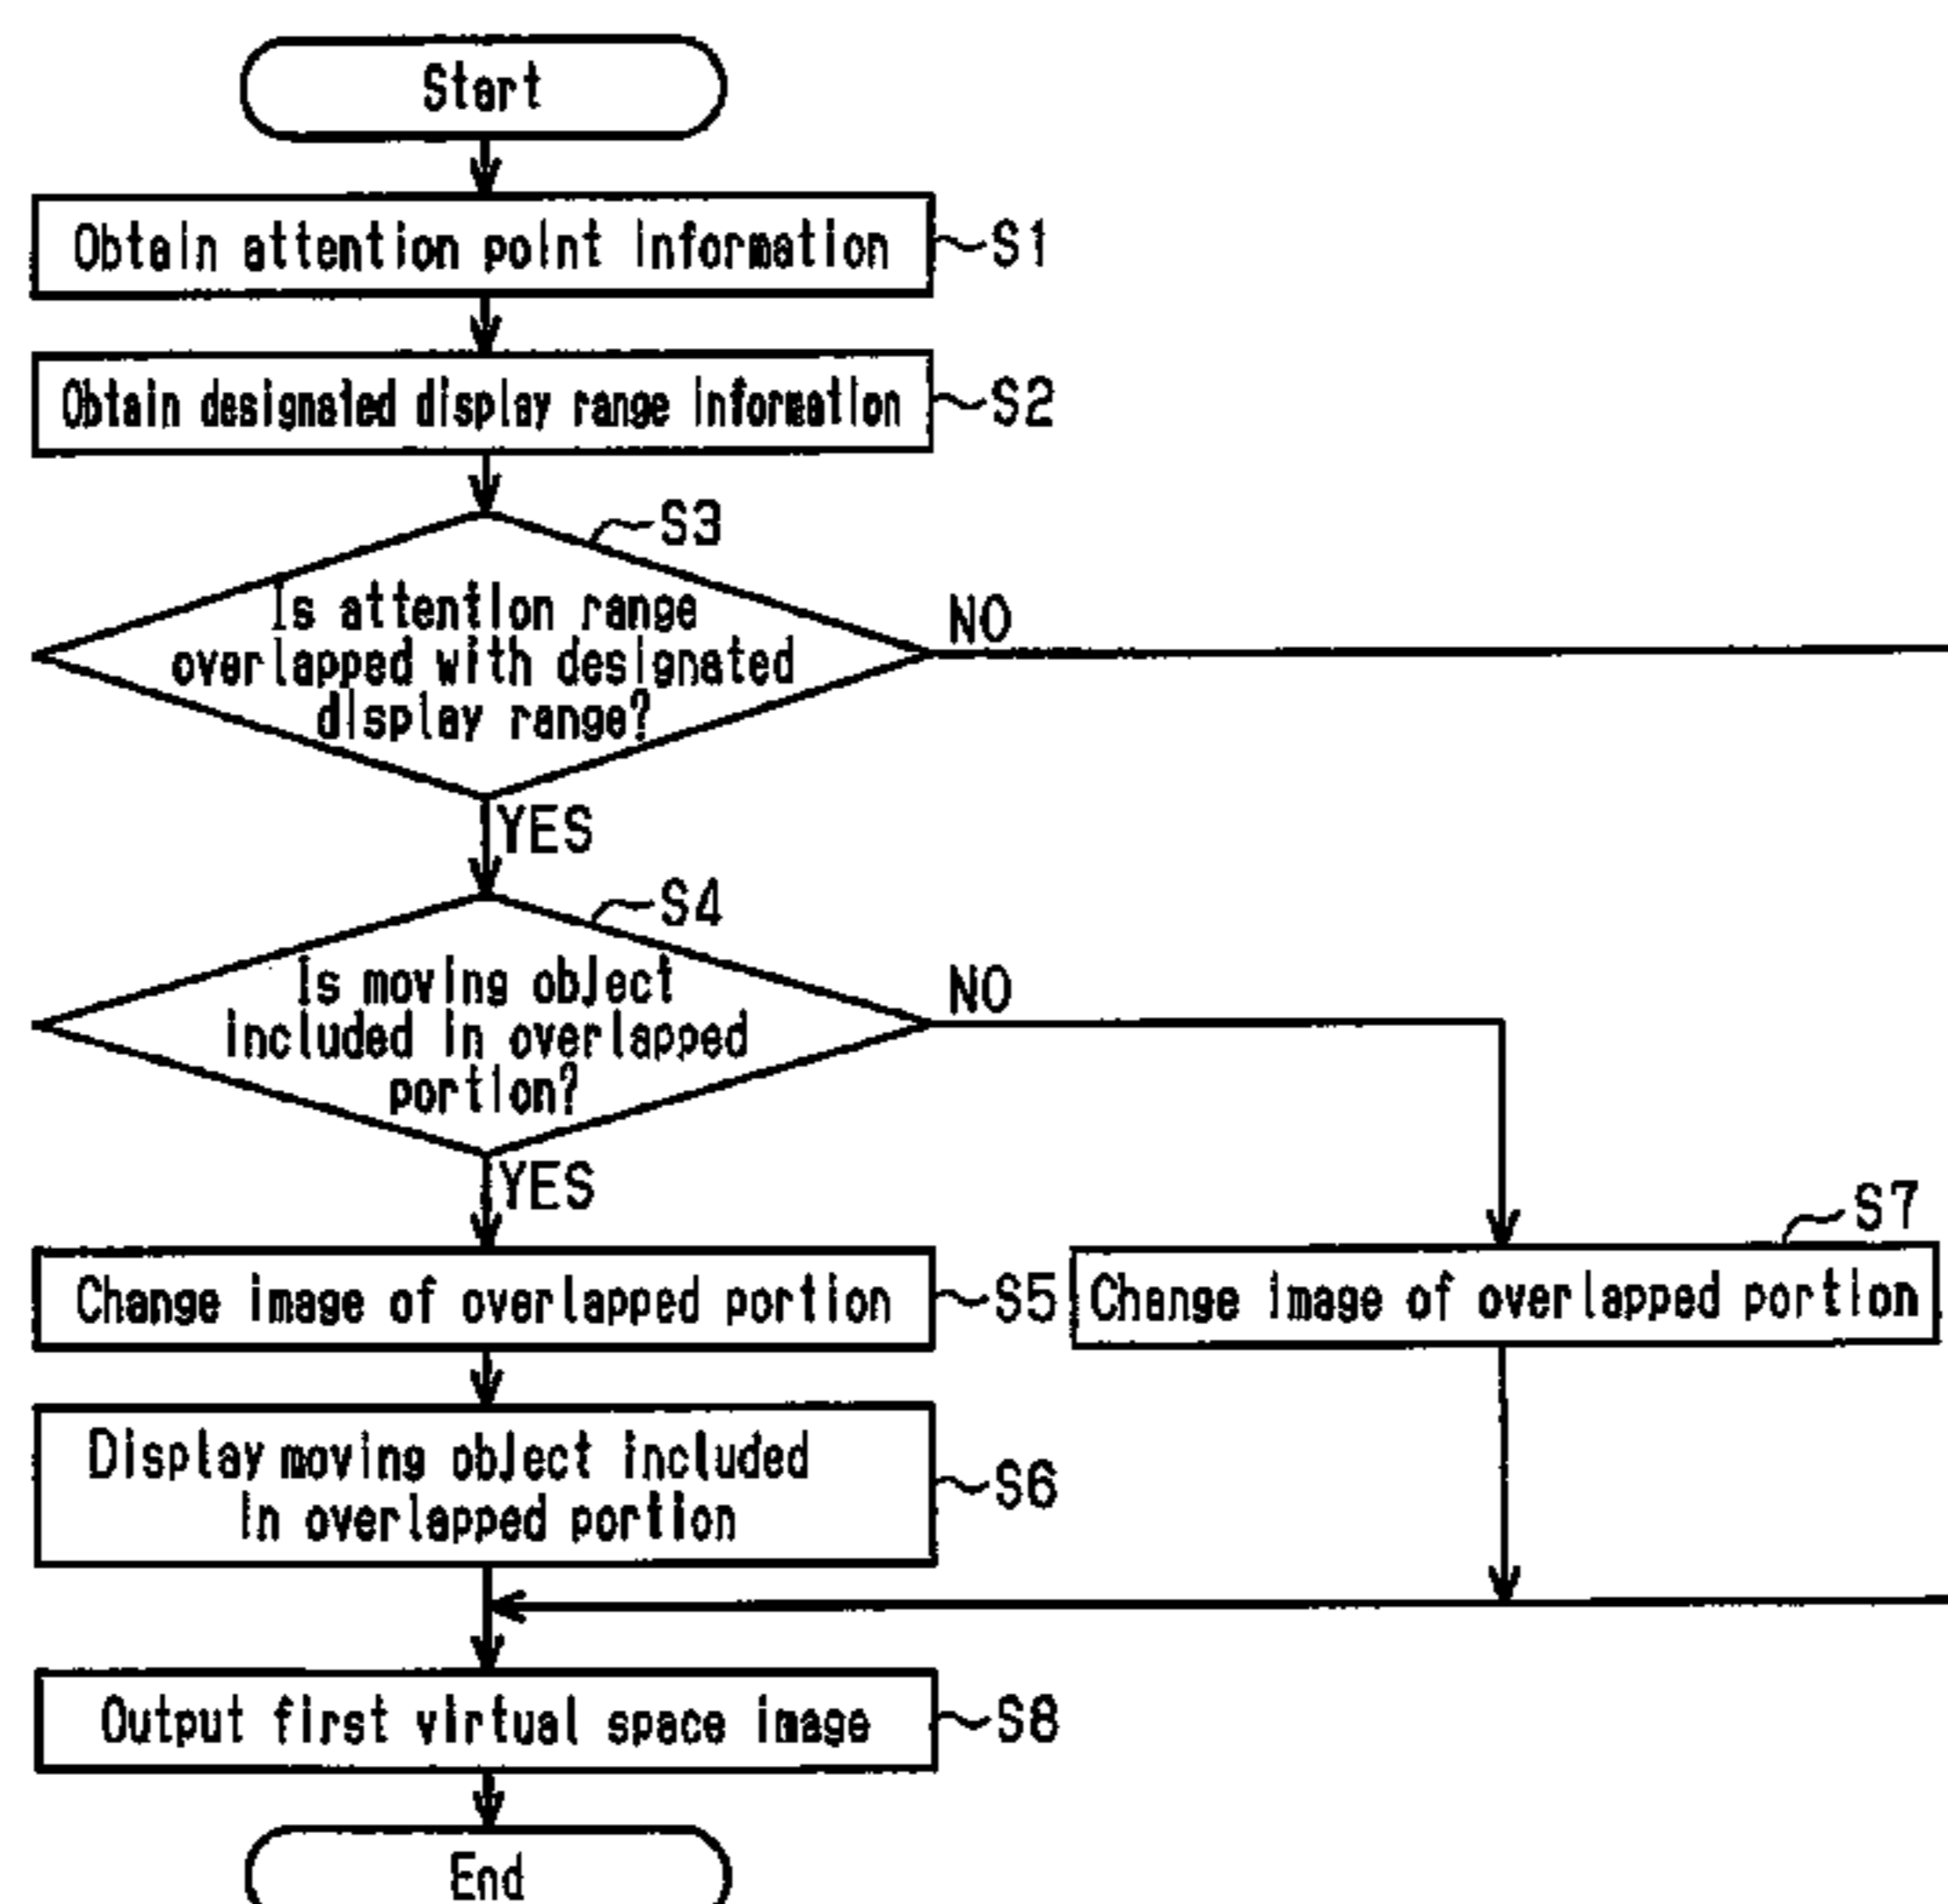 Start
Obtain attention point information
S1
Obtain designated display range information
S2
S3
Is attention range
overlapped with designated
display range?
NO
YES
S4
Is moving object
included in overlapped
portion?
NO
YES
S7
Change image of overlapped portion
S5
Change image of overlapped portion
Display moving object included
in overlapped portion
S6
Output first virtual space image
S8
End